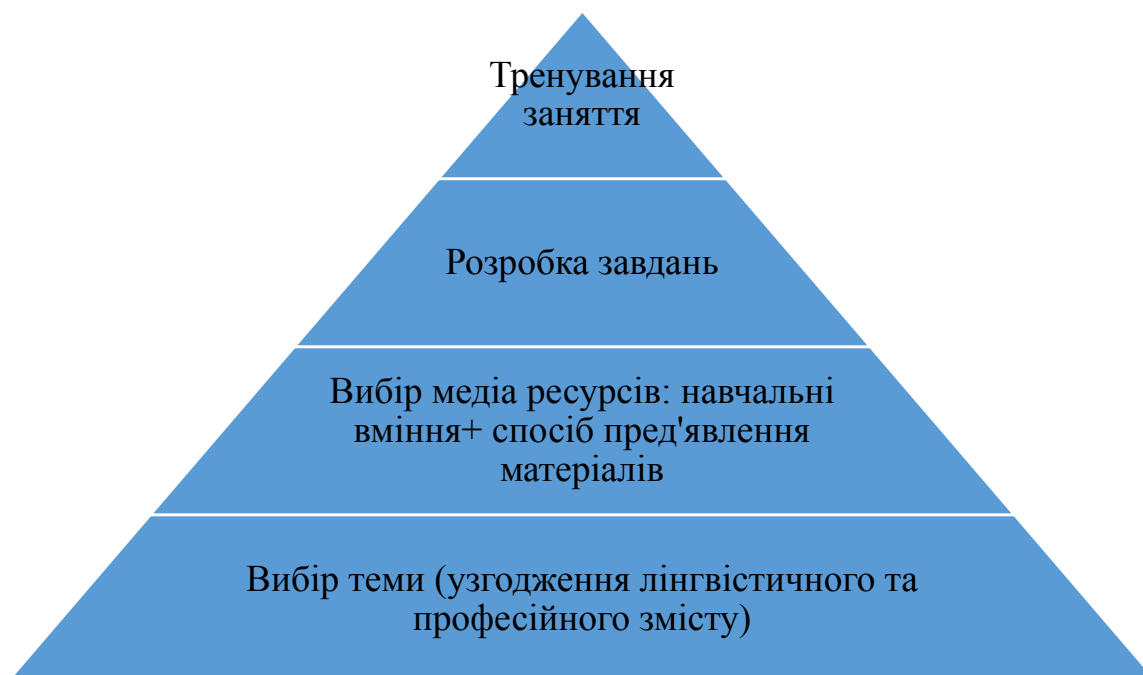 Тренування
заняття
Розробка завдань
Вибір медіа ресурсів: навчальні
вміння+ спосіб пред'явлення
матеріалів
Вибір теми (узгодження лінгвістичного та
професійного змісту)